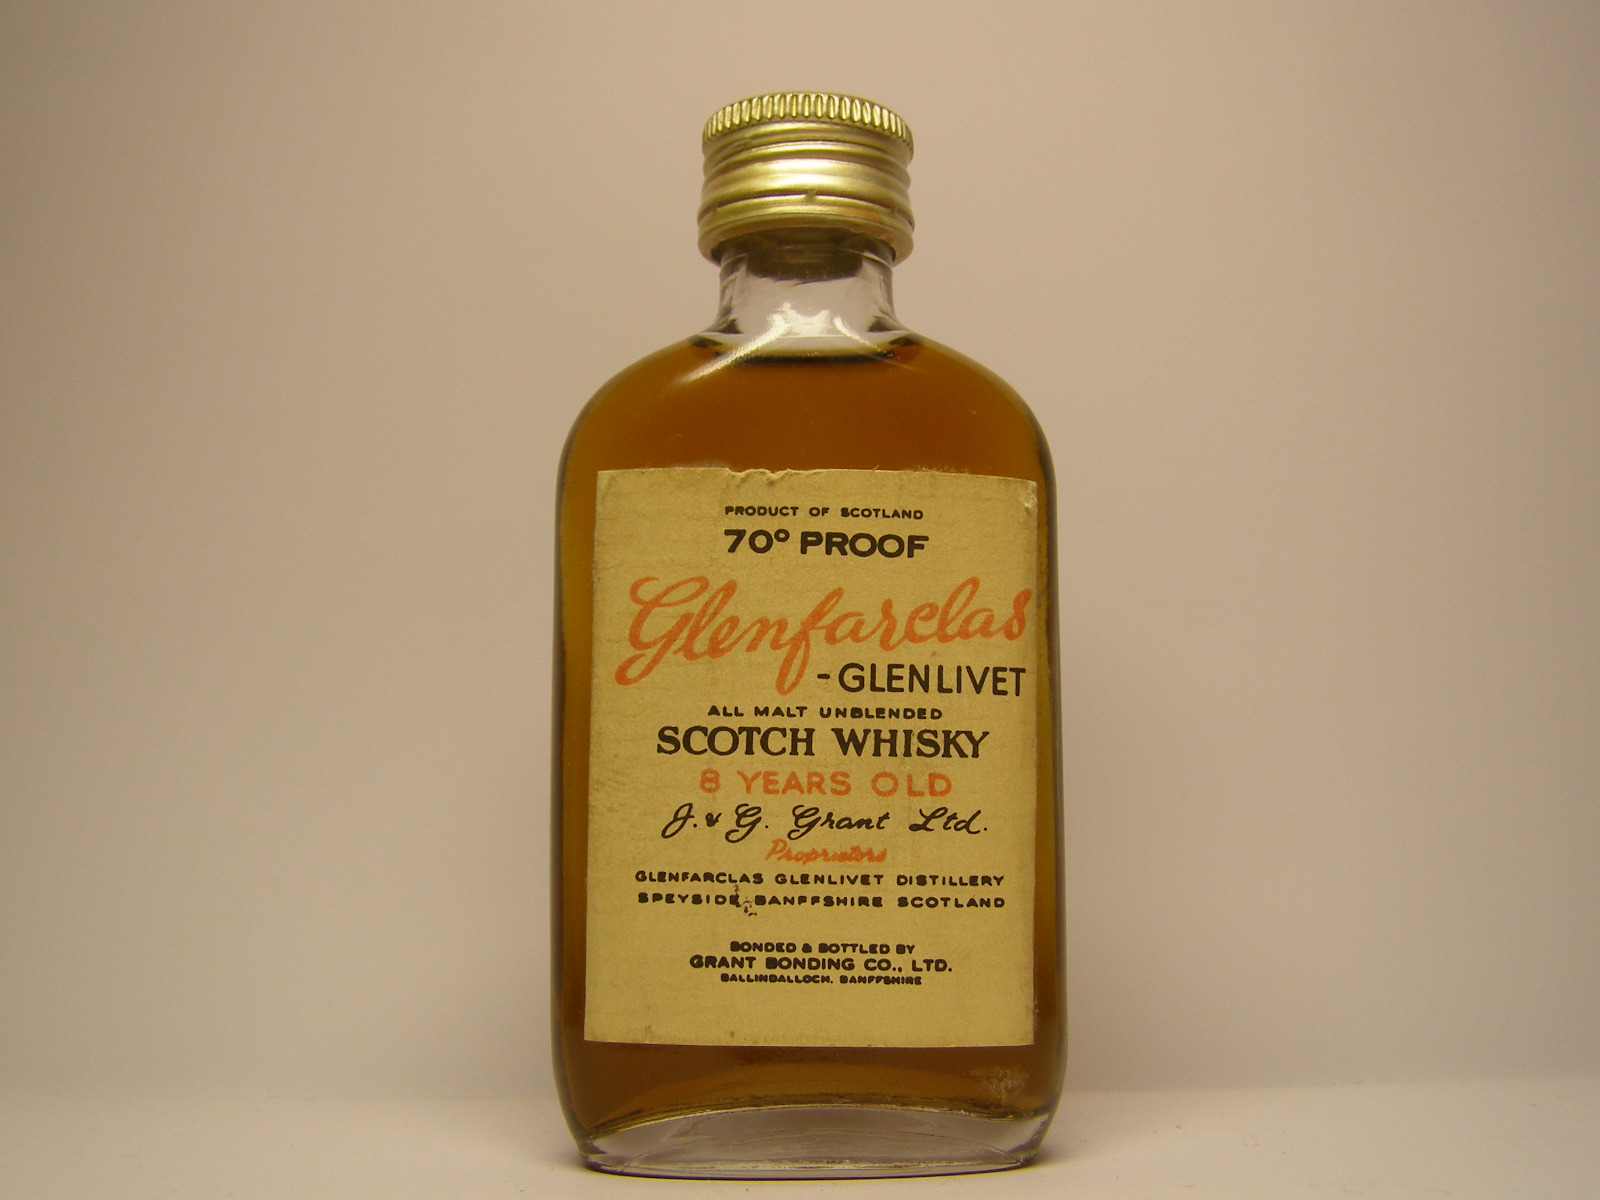 PRODUCT OF SCOTLAND
70° PROOF
Glenfarclas
-GLENLIVET
ALL MALT UNBLENDED
SCOTCH WHISKY
8 YEARS OLD
J. & G. Grant Ltd.
Proprietors
GLENFARCLAS GLENLIVET DISTILLERY
SPEYSIDE BANFFSHIRE SCOTLAND
BONDED & BOTTLED BY
GRANT BONDING CO., LTD.
BALLINDALLOCH, BANFFSHIRE